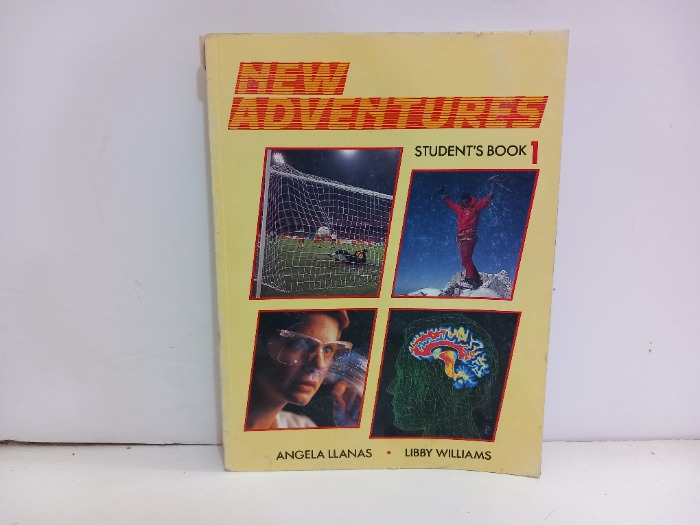 NEW
ADVENTURES
STUDENT'S BOOK 1
ANGELA LLANAS • LIBBY WILLIAMS